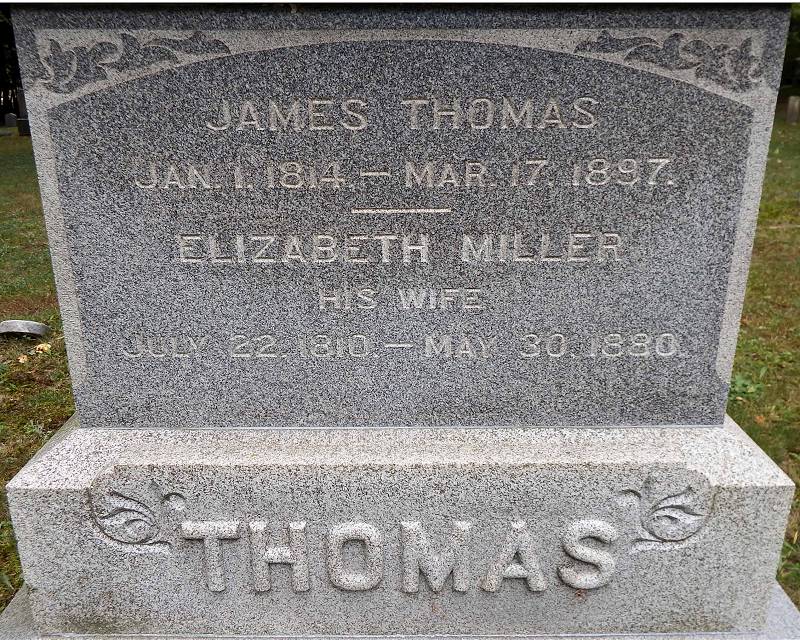 JAMES THOMAS
JAN. 1. 1814. — MAR. 17. 1897.
ELIZABETH MILLER
HIS WIFE
JULY 22. 1810. — MAY 30. 1880.
THOMAS